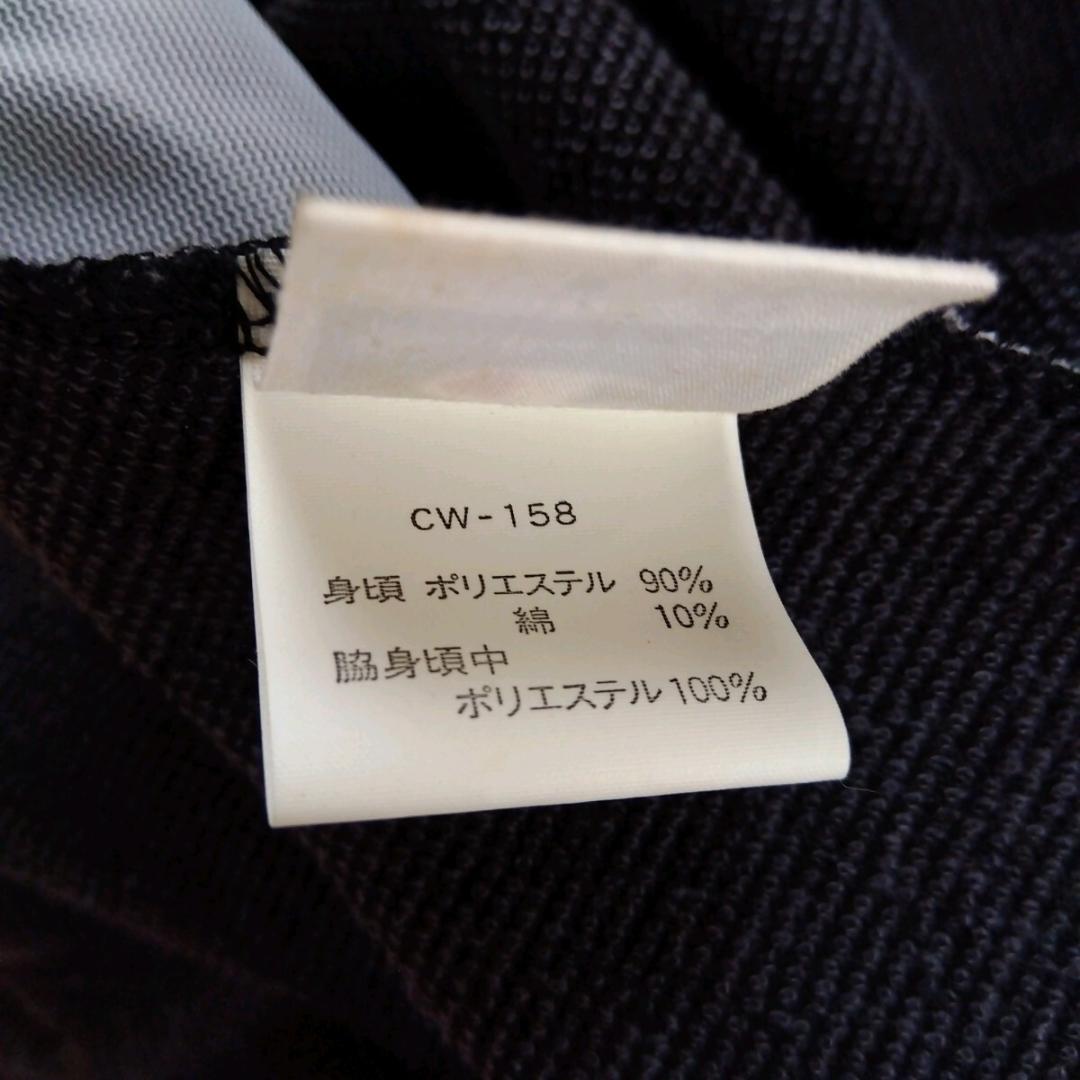 CW-158
身頃 ポリエステル 90%
綿 10%
脇身頃中
ポリエステル100%